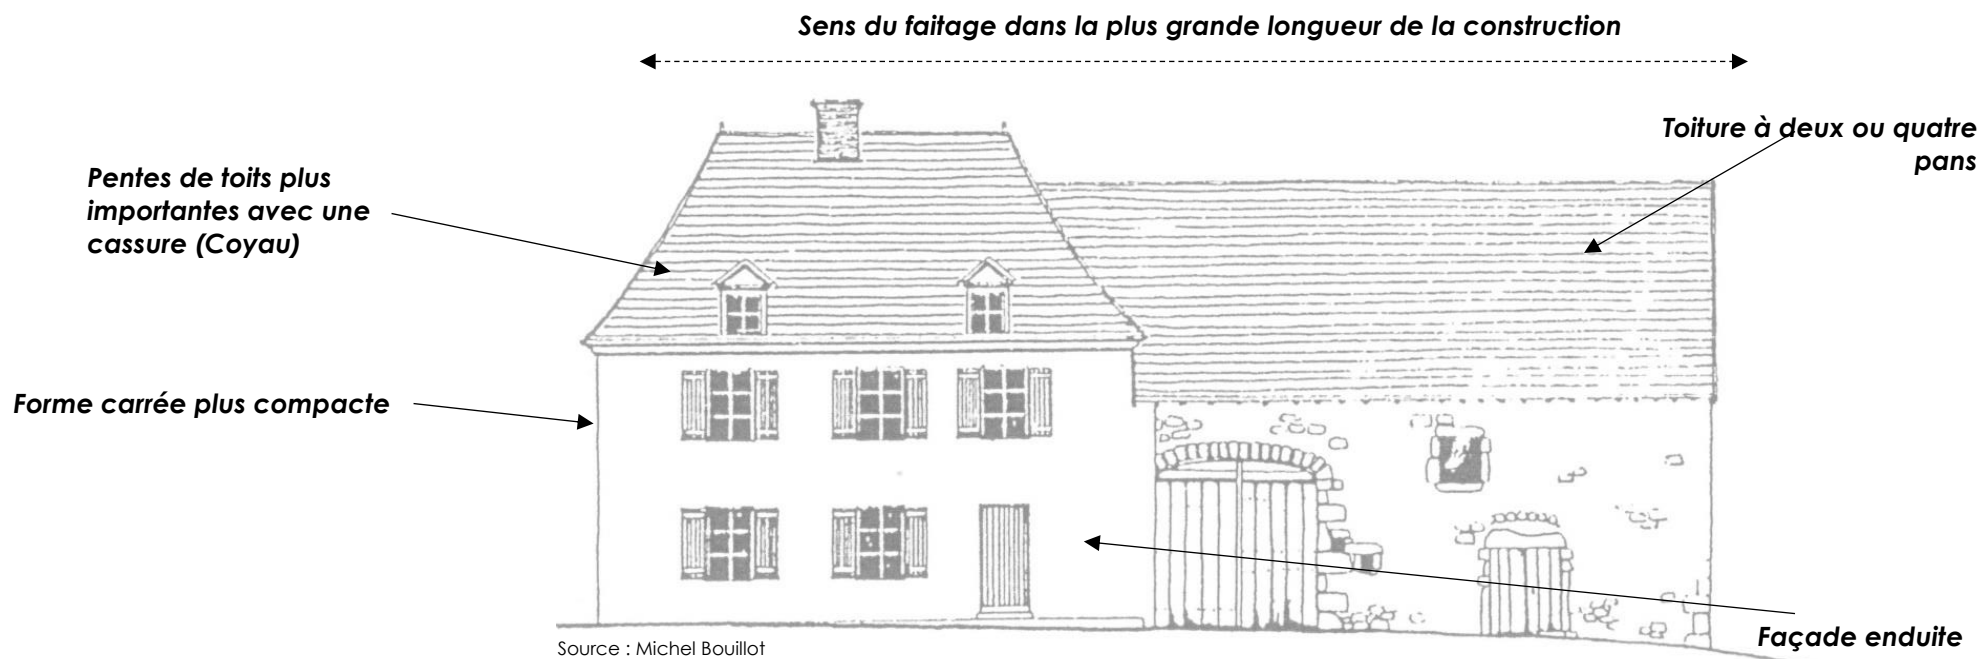 Sens du faitage dans la plus grande longueur de la construction
Toiture à deux ou quatre
pans
Pentes de toits plus
importantes avec une
cassure (Coyau)
Forme carrée plus compacte
Façade enduite
Source : Michel Bouillot